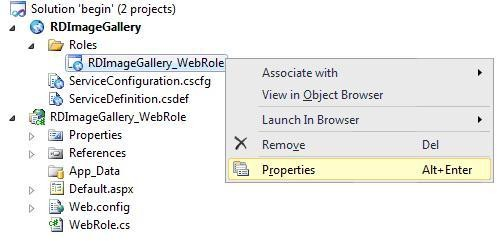 Solution 'begin' (2 projects)
RDImageGallery
Roles
RDImageGallery_WebRole
ServiceConfiguration.cscfg
ServiceDefinition.csdef
RDImageGallery_WebRole
Properties
References
App_Data
Default.aspx
Web.config
WebRole.cs
Associate with
View in Object Browser
Launch In Browser
Remove Del
Properties Alt+Enter